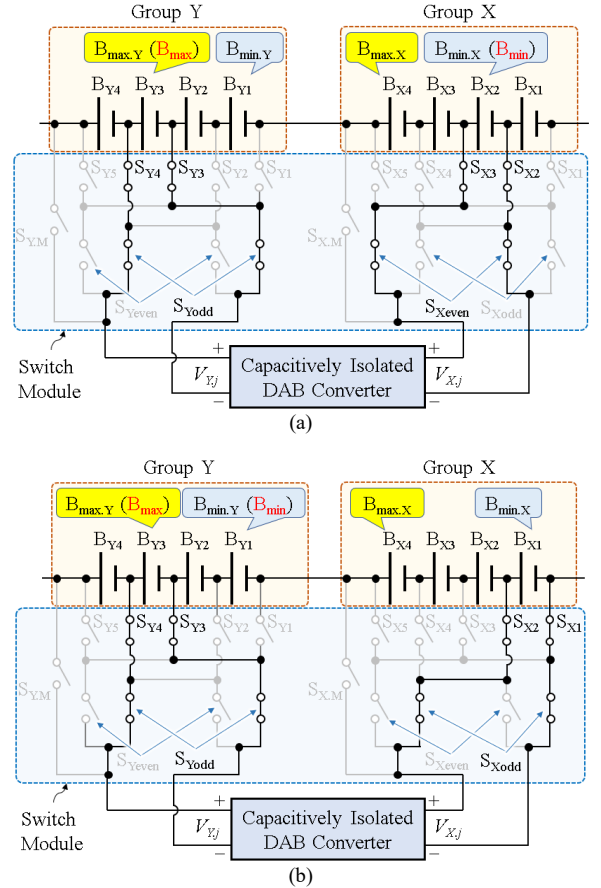 Group Y
Group X
Bmax.Y (Bmax)
Bmin.Y
Bmax.X
Bmin.X (Bmin)
BY4 BY3 BY2 BY1
BX4 BX3 BX2 BX1
SY5 SY4 SY3 SY2 SY1
SX5 SX4 SX3 SX2 SX1
SY.M
SX.M
SYeven SYodd
SXeven SXodd
Switch
Module
+ +
VY,j
Capacitively Isolated
DAB Converter
VX,j
− −
(a)
Group Y
Group X
Bmax.Y (Bmax)
Bmin.Y (Bmin)
Bmax.X
Bmin.X
BY4 BY3 BY2 BY1
BX4 BX3 BX2 BX1
SY5 SY4 SY3 SY2 SY1
SX5 SX4 SX3 SX2 SX1
SY.M
SX.M
SYeven SYodd
SXeven SXodd
Switch
Module
+ +
VY,j
Capacitively Isolated
DAB Converter
VX,j
− −
(b)